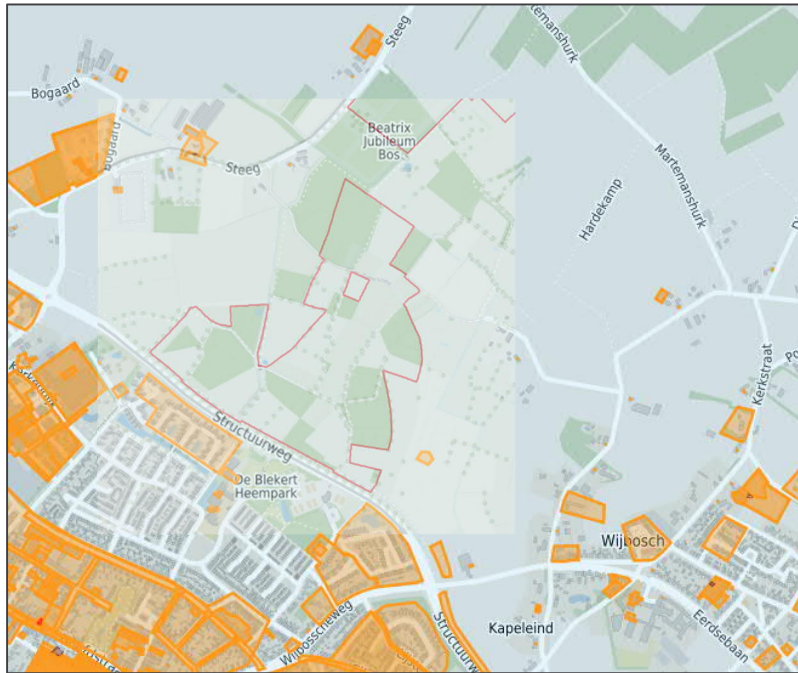 Steeg
Martemanshurk
Bogaard
Beatrix
Jubileum
Bos
Bogaard
Steeg
Martemanshurk
Hardekamp
Kerkstraat
Structuurweg
De Blekert
Heempark
Wijbosch
Wijbosscheweg
Structuurweg
Kapeleind
Eerdsebaan